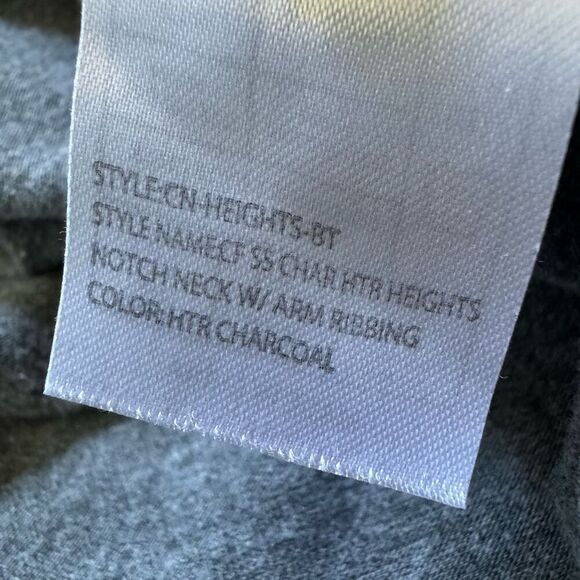 STYLE:CN-HEIGHTS-BT
STYLE NAME:CF SS CHAR HTR HEIGHTS
NOTCH NECK W/ ARM RIBBING
COLOR: HTR CHARCOAL